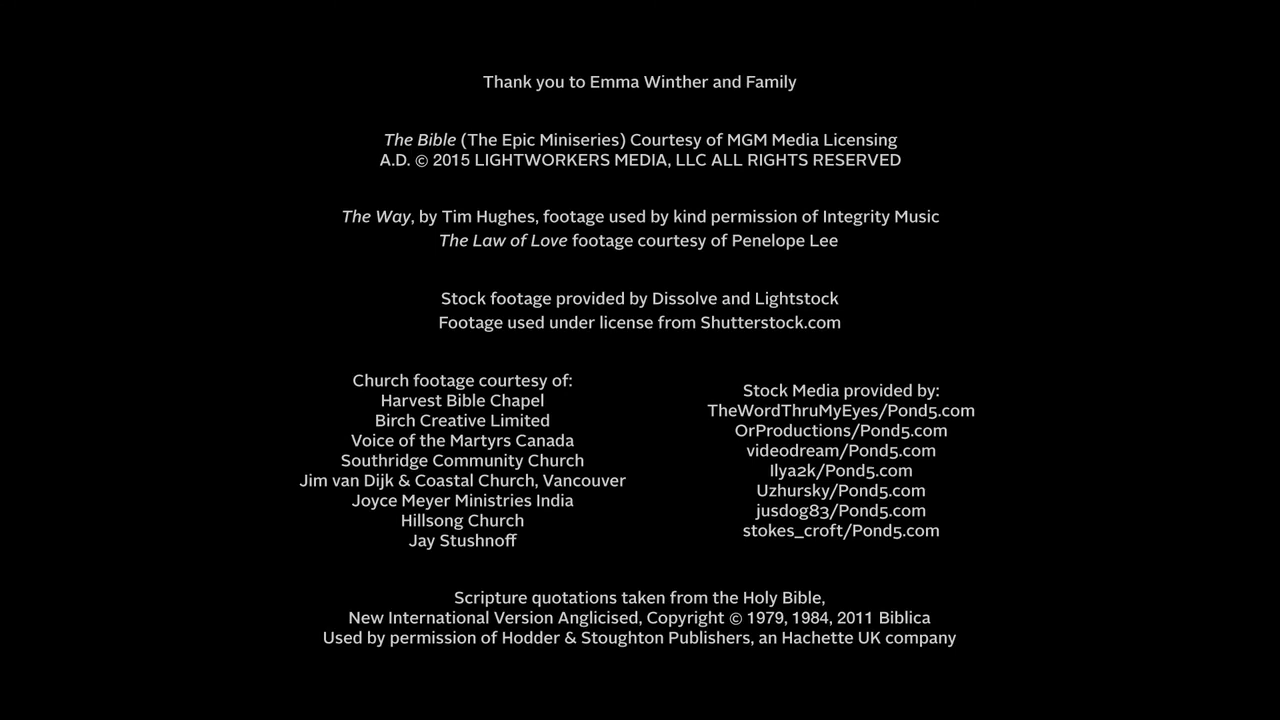 Thank you to Emma Winther and Family
The Bible (The Epic Miniseries) Courtesy of MGM Media Licensing
A.D. © 2015 LIGHTWORKERS MEDIA, LLC ALL RIGHTS RESERVED
The Way, by Tim Hughes, footage used by kind permission of Integrity Music
The Law of Love footage courtesy of Penelope Lee
Stock footage provided by Dissolve and Lightstock
Footage used under license from Shutterstock.com
Church footage courtesy of:
Harvest Bible Chapel
Birch Creative Limited
Voice of the Martyrs Canada
Southridge Community Church
Jim van Dijk & Coastal Church, Vancouver
Joyce Meyer Ministries India
Hillsong Church
Jay Stushnoff
Stock Media provided by:
TheWordThruMyEyes/Pond5.com
OrProductions/Pond5.com
videodream/Pond5.com
Ilya2k/Pond5.com
Uzhursky/Pond5.com
jusdog83/Pond5.com
stokes_croft/Pond5.com
Scripture quotations taken from the Holy Bible,
New International Version Anglicised, Copyright © 1979, 1984, 2011 Biblica
Used by permission of Hodder & Stoughton Publishers, an Hachette UK company